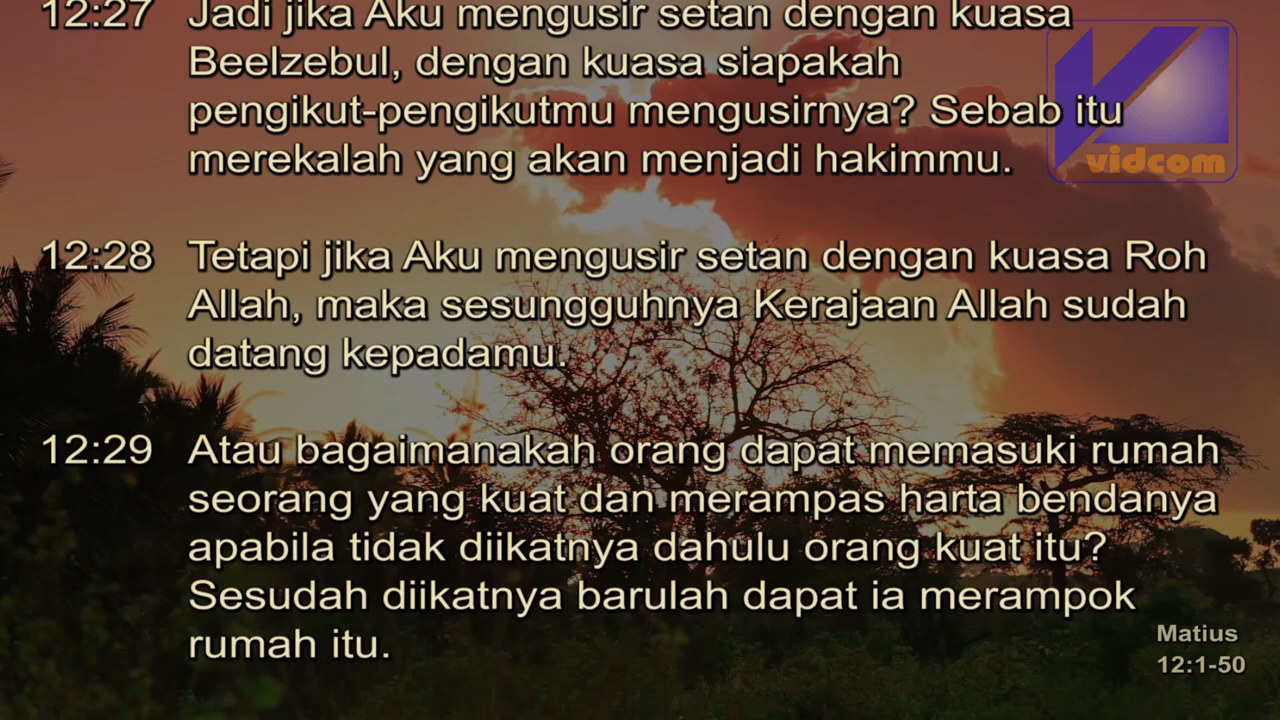 12:27 Jadi jika Aku mengusir setan dengan kuasa
Beelzebul, dengan kuasa siapakah
pengikut-pengikutmu mengusirnya? Sebab itu
merekalah yang akan menjadi hakimmu.
12:28 Tetapi jika Aku mengusir setan dengan kuasa Roh
Allah, maka sesungguhnya Kerajaan Allah sudah
datang kepadamu.
12:29 Atau bagaimanakah orang dapat memasuki rumah
seorang yang kuat dan merampas harta bendanya
apabila tidak diikatnya dahulu orang kuat itu?
Sesudah diikatnya barulah dapat ia merampok
rumah itu.
vidcom
Matius
12:1-50